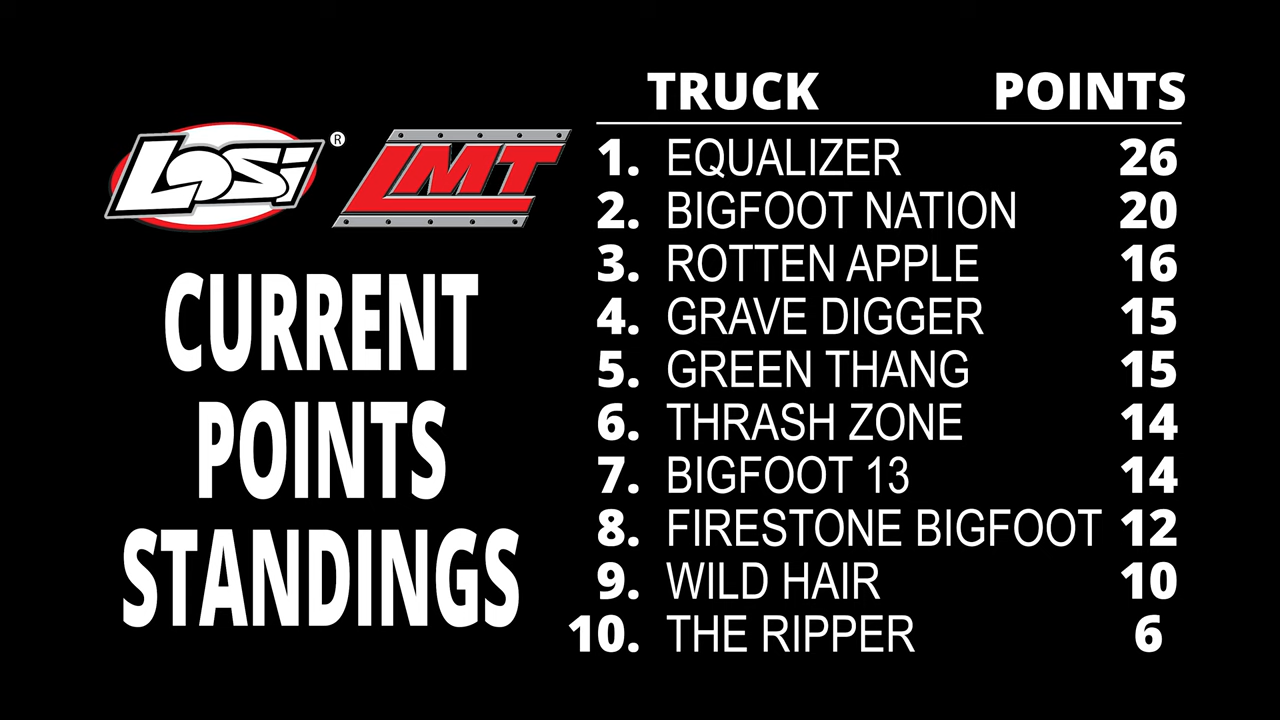 LOSI ®
LMT
CURRENT
POINTS
STANDINGS
TRUCK POINTS
1. EQUALIZER 26
2. BIGFOOT NATION 20
3. ROTTEN APPLE 16
4. GRAVE DIGGER 15
5. GREEN THANG 15
6. THRASH ZONE 14
7. BIGFOOT 13 14
8. FIRESTONE BIGFOOT 12
9. WILD HAIR 10
10. THE RIPPER 6